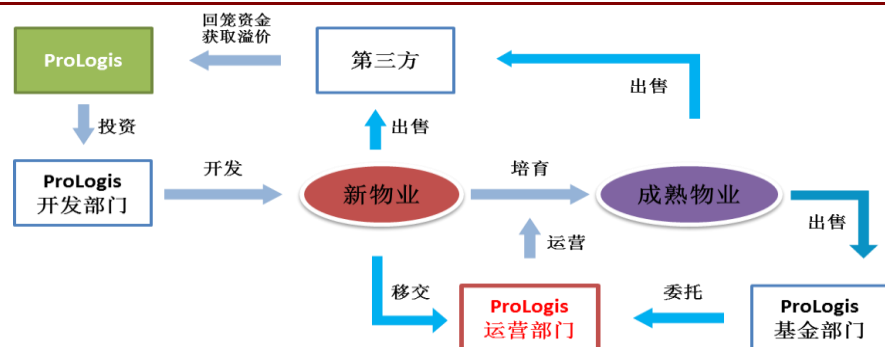 回笼资金
获取溢价
ProLogis
第三方
出售
投资
出售
ProLogis
开发部门
开发
新物业
培育
成熟物业
出售
运营
移交
ProLogis
运营部门
委托
ProLogis
基金部门